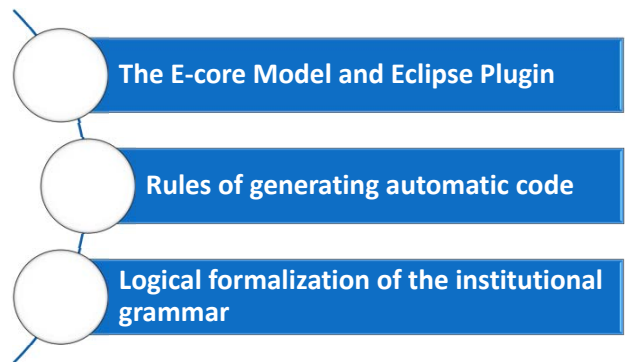 The E-core Model and Eclipse Plugin
Rules of generating automatic code
Logical formalization of the institutional
grammar